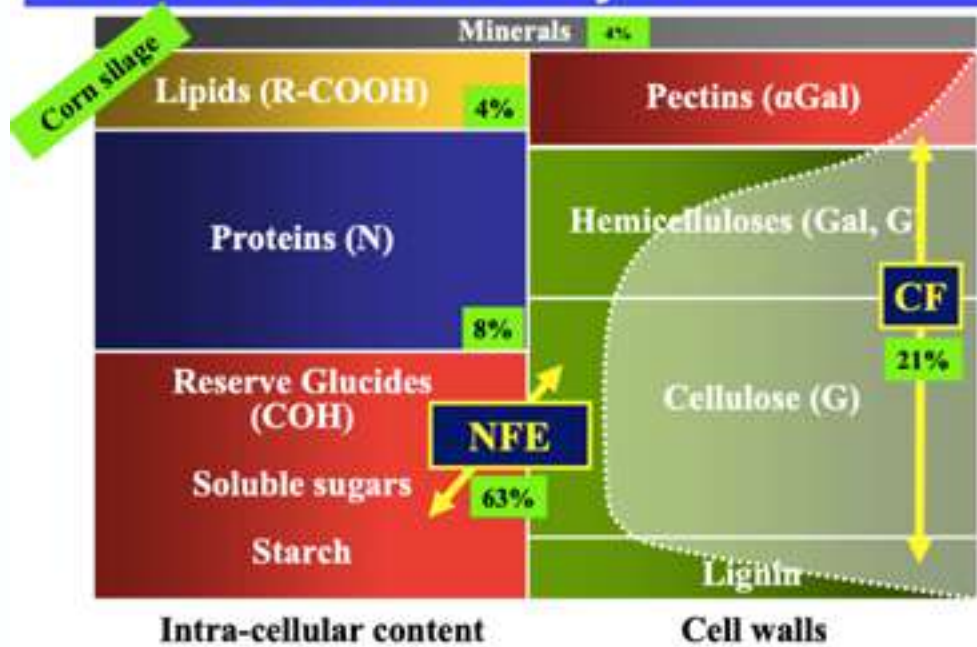 Minerals 4%
Corn silage
Lipids (R-COOH)
4%
Pectins (αGal)
Proteins (N)
8%
Hemicelluloses (Gal, G
CF
21%
Reserve Glucides
(COH)
NFE
63%
Cellulose (G)
Soluble sugars
Starch
Lignin
Intra-cellular content
Cell walls